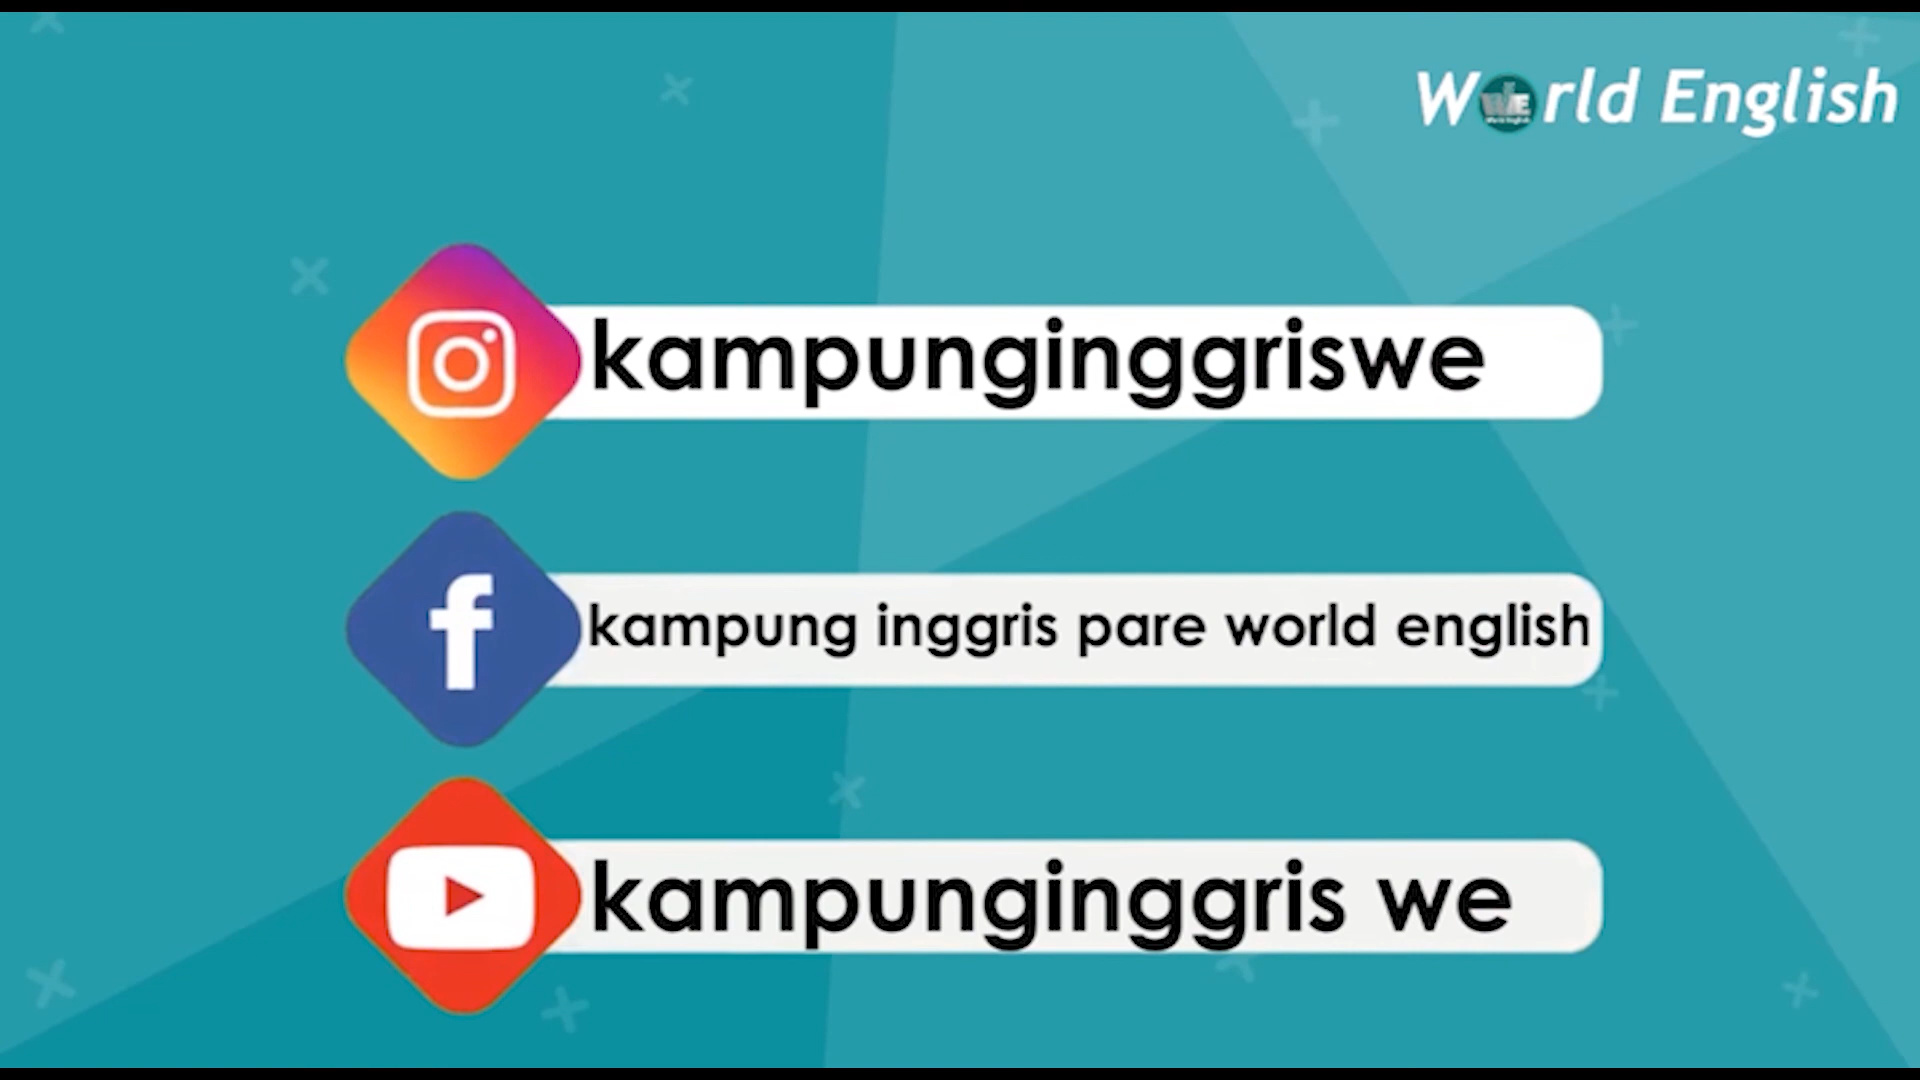 World English
kampunginggriswe
kampung inggris pare world english
kampunginggris we